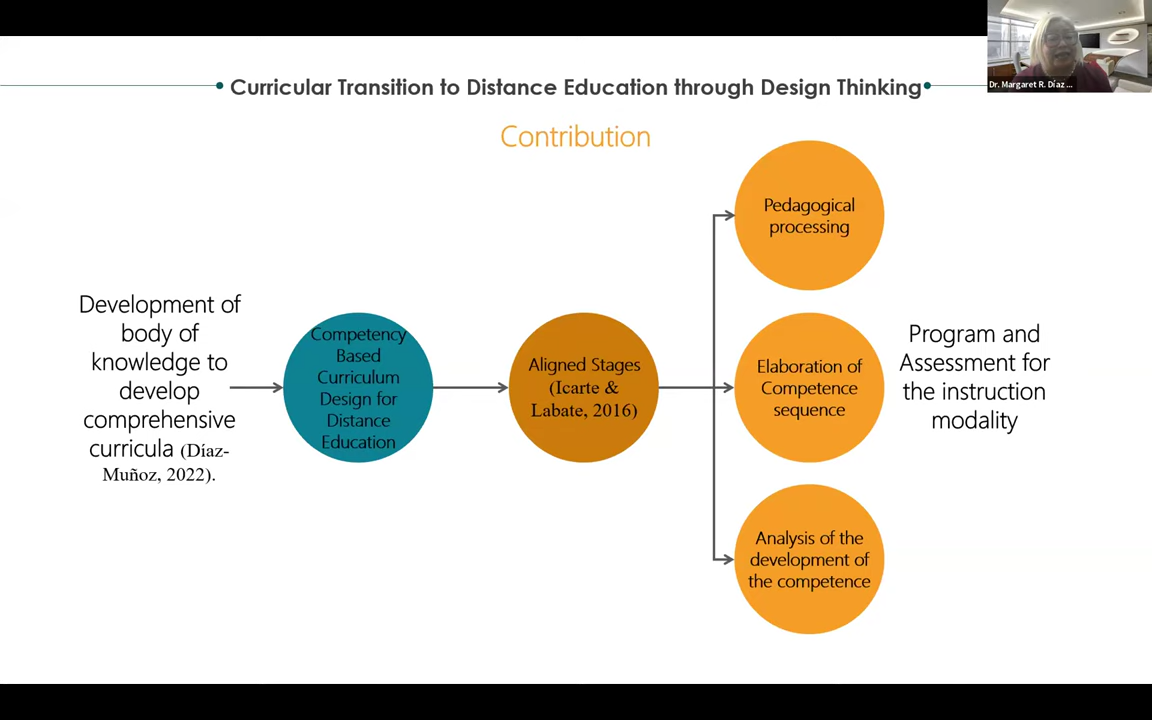 Dr. Margaret R. Díaz ...
Curricular Transition to Distance Education through Design Thinking
Contribution
Development of
body of
knowledge to
develop
comprehensive
curricula (Díaz-
Muñoz, 2022).
Competency
Based
Curriculum
Design for
Distance
Education
Aligned Stages
(Icarte &
Labate, 2016)
Pedagogical
processing
Elaboration of
Competence
sequence
Analysis of the
development of
the competence
Program and
Assessment for
the instruction
modality